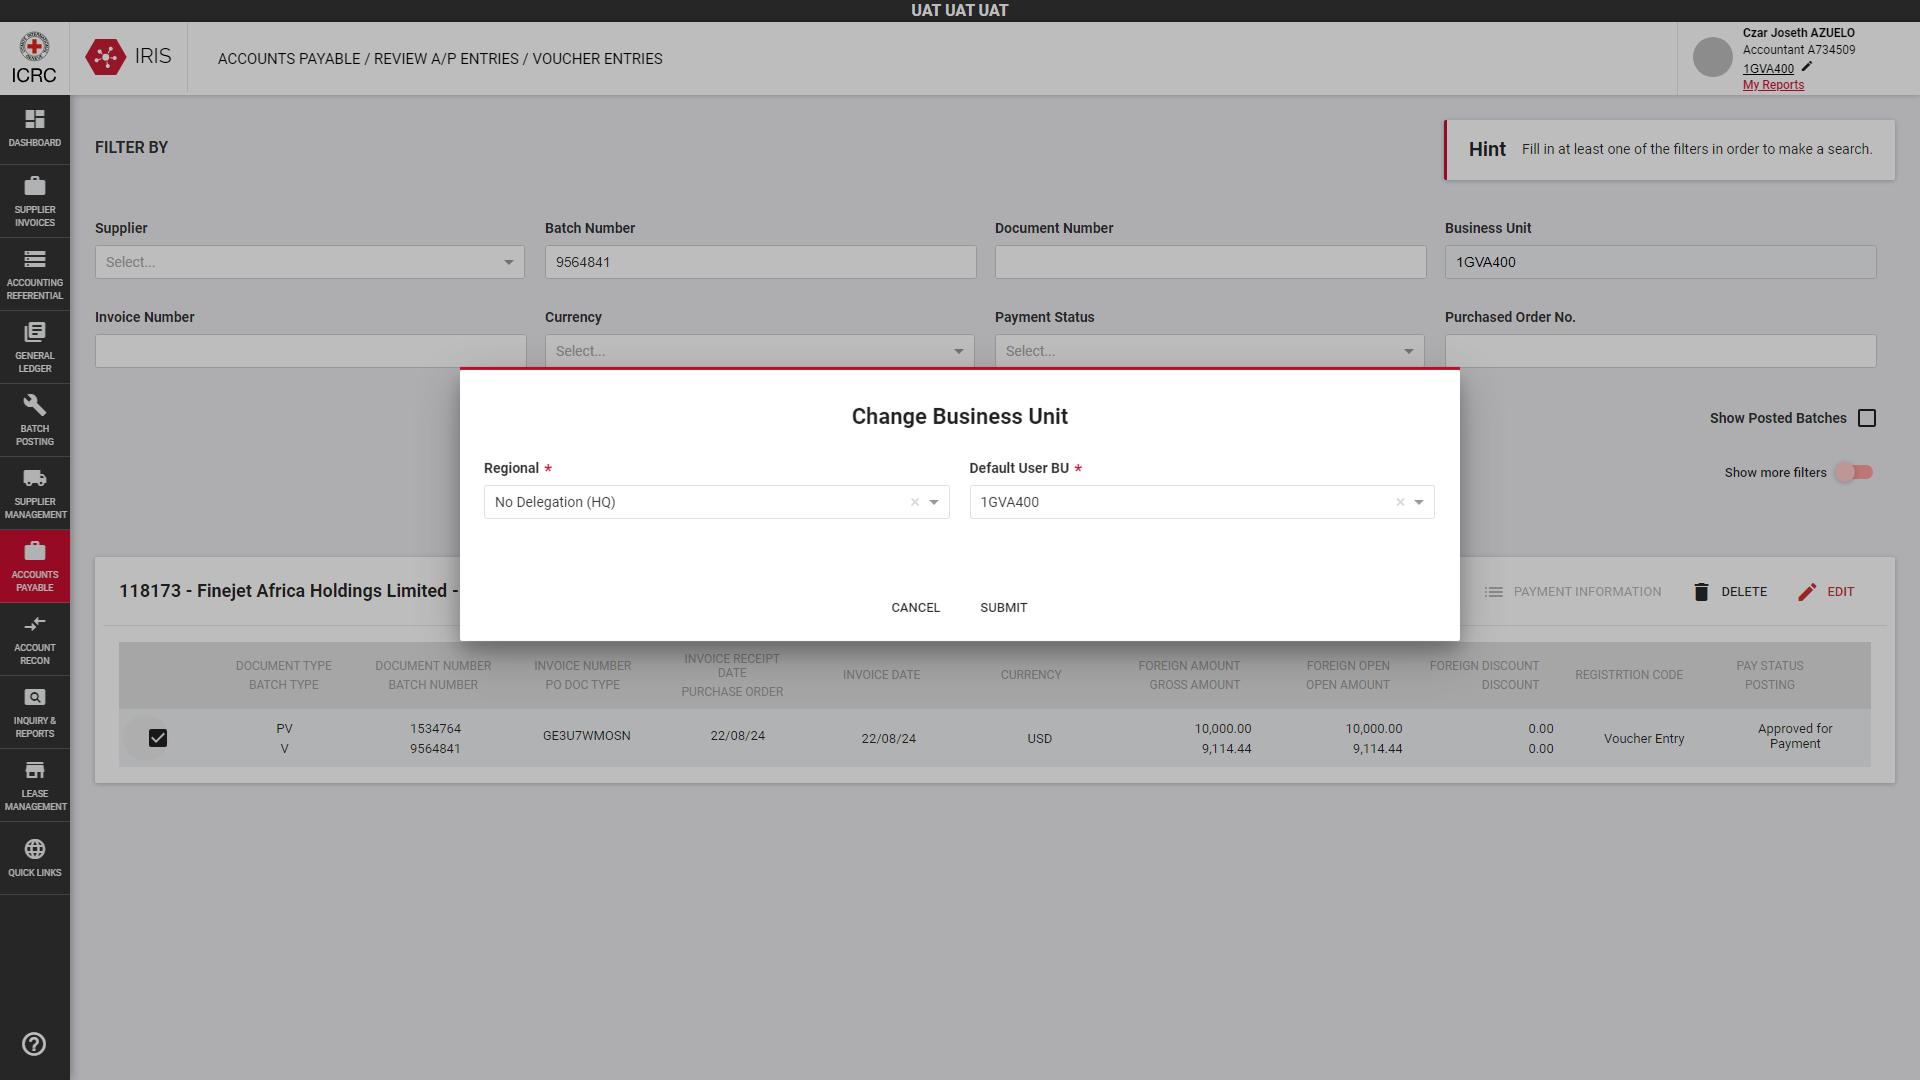 UAT UAT UAT
ICRC
IRIS
ACCOUNTS PAYABLE / REVIEW A/P ENTRIES / VOUCHER ENTRIES
Czar Joseth AZUELO
Accountant A734509
1GVA400
My Reports
DASHBOARD
SUPPLIER
INVOICES
ACCOUNTING
REFERENTIAL
GENERAL
LEDGER
BATCH
POSTING
SUPPLIER
MANAGEMENT
ACCOUNTS
PAYABLE
ACCOUNT
RECON
INQUIRY &
REPORTS
LEASE
MANAGEMENT
QUICK LINKS
FILTER BY
Hint Fill in at least one of the filters in order to make a search.
Supplier
Select...
Batch Number
9564841
Document Number
Business Unit
1GVA400
Invoice Number
Currency
Select...
Payment Status
Select...
Purchased Order No.
Show Posted Batches
Show more filters
Change Business Unit
Regional *
No Delegation (HQ)
Default User BU *
1GVA400
CANCEL
SUBMIT
118173 - Finejet Africa Holdings Limited -
PAYMENT INFORMATION
DELETE
EDIT
DOCUMENT TYPE
BATCH TYPE
DOCUMENT NUMBER
BATCH NUMBER
INVOICE NUMBER
PO DOC TYPE
INVOICE RECEIPT
DATE
PURCHASE ORDER
INVOICE DATE
CURRENCY
FOREIGN AMOUNT
GROSS AMOUNT
FOREIGN OPEN
OPEN AMOUNT
FOREIGN DISCOUNT
DISCOUNT
REGISTRTION CODE
PAY STATUS
POSTING
PV
V
1534764
9564841
GE3U7WMOSN
22/08/24
22/08/24
USD
10,000.00
9,114.44
10,000.00
9,114.44
0.00
0.00
Voucher Entry
Approved for
Payment